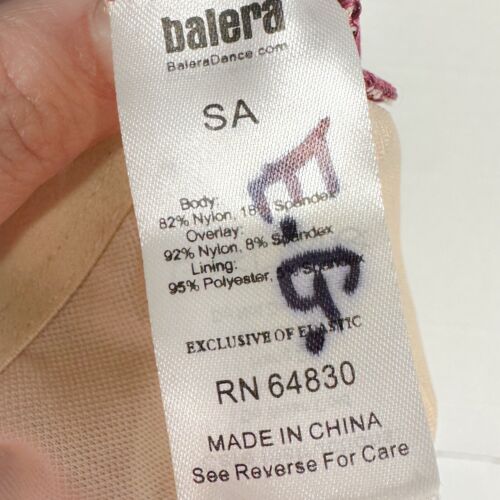 balera
BaleraDance.com
SA
Body:
82% Nylon, 18% Spandex
Overlay:
92% Nylon, 8% Spandex
Lining:
95% Polyester, Spandex
EXCLUSIVE OF ELASTIC
RN 64830
MADE IN CHINA
See Reverse For Care
E.G.